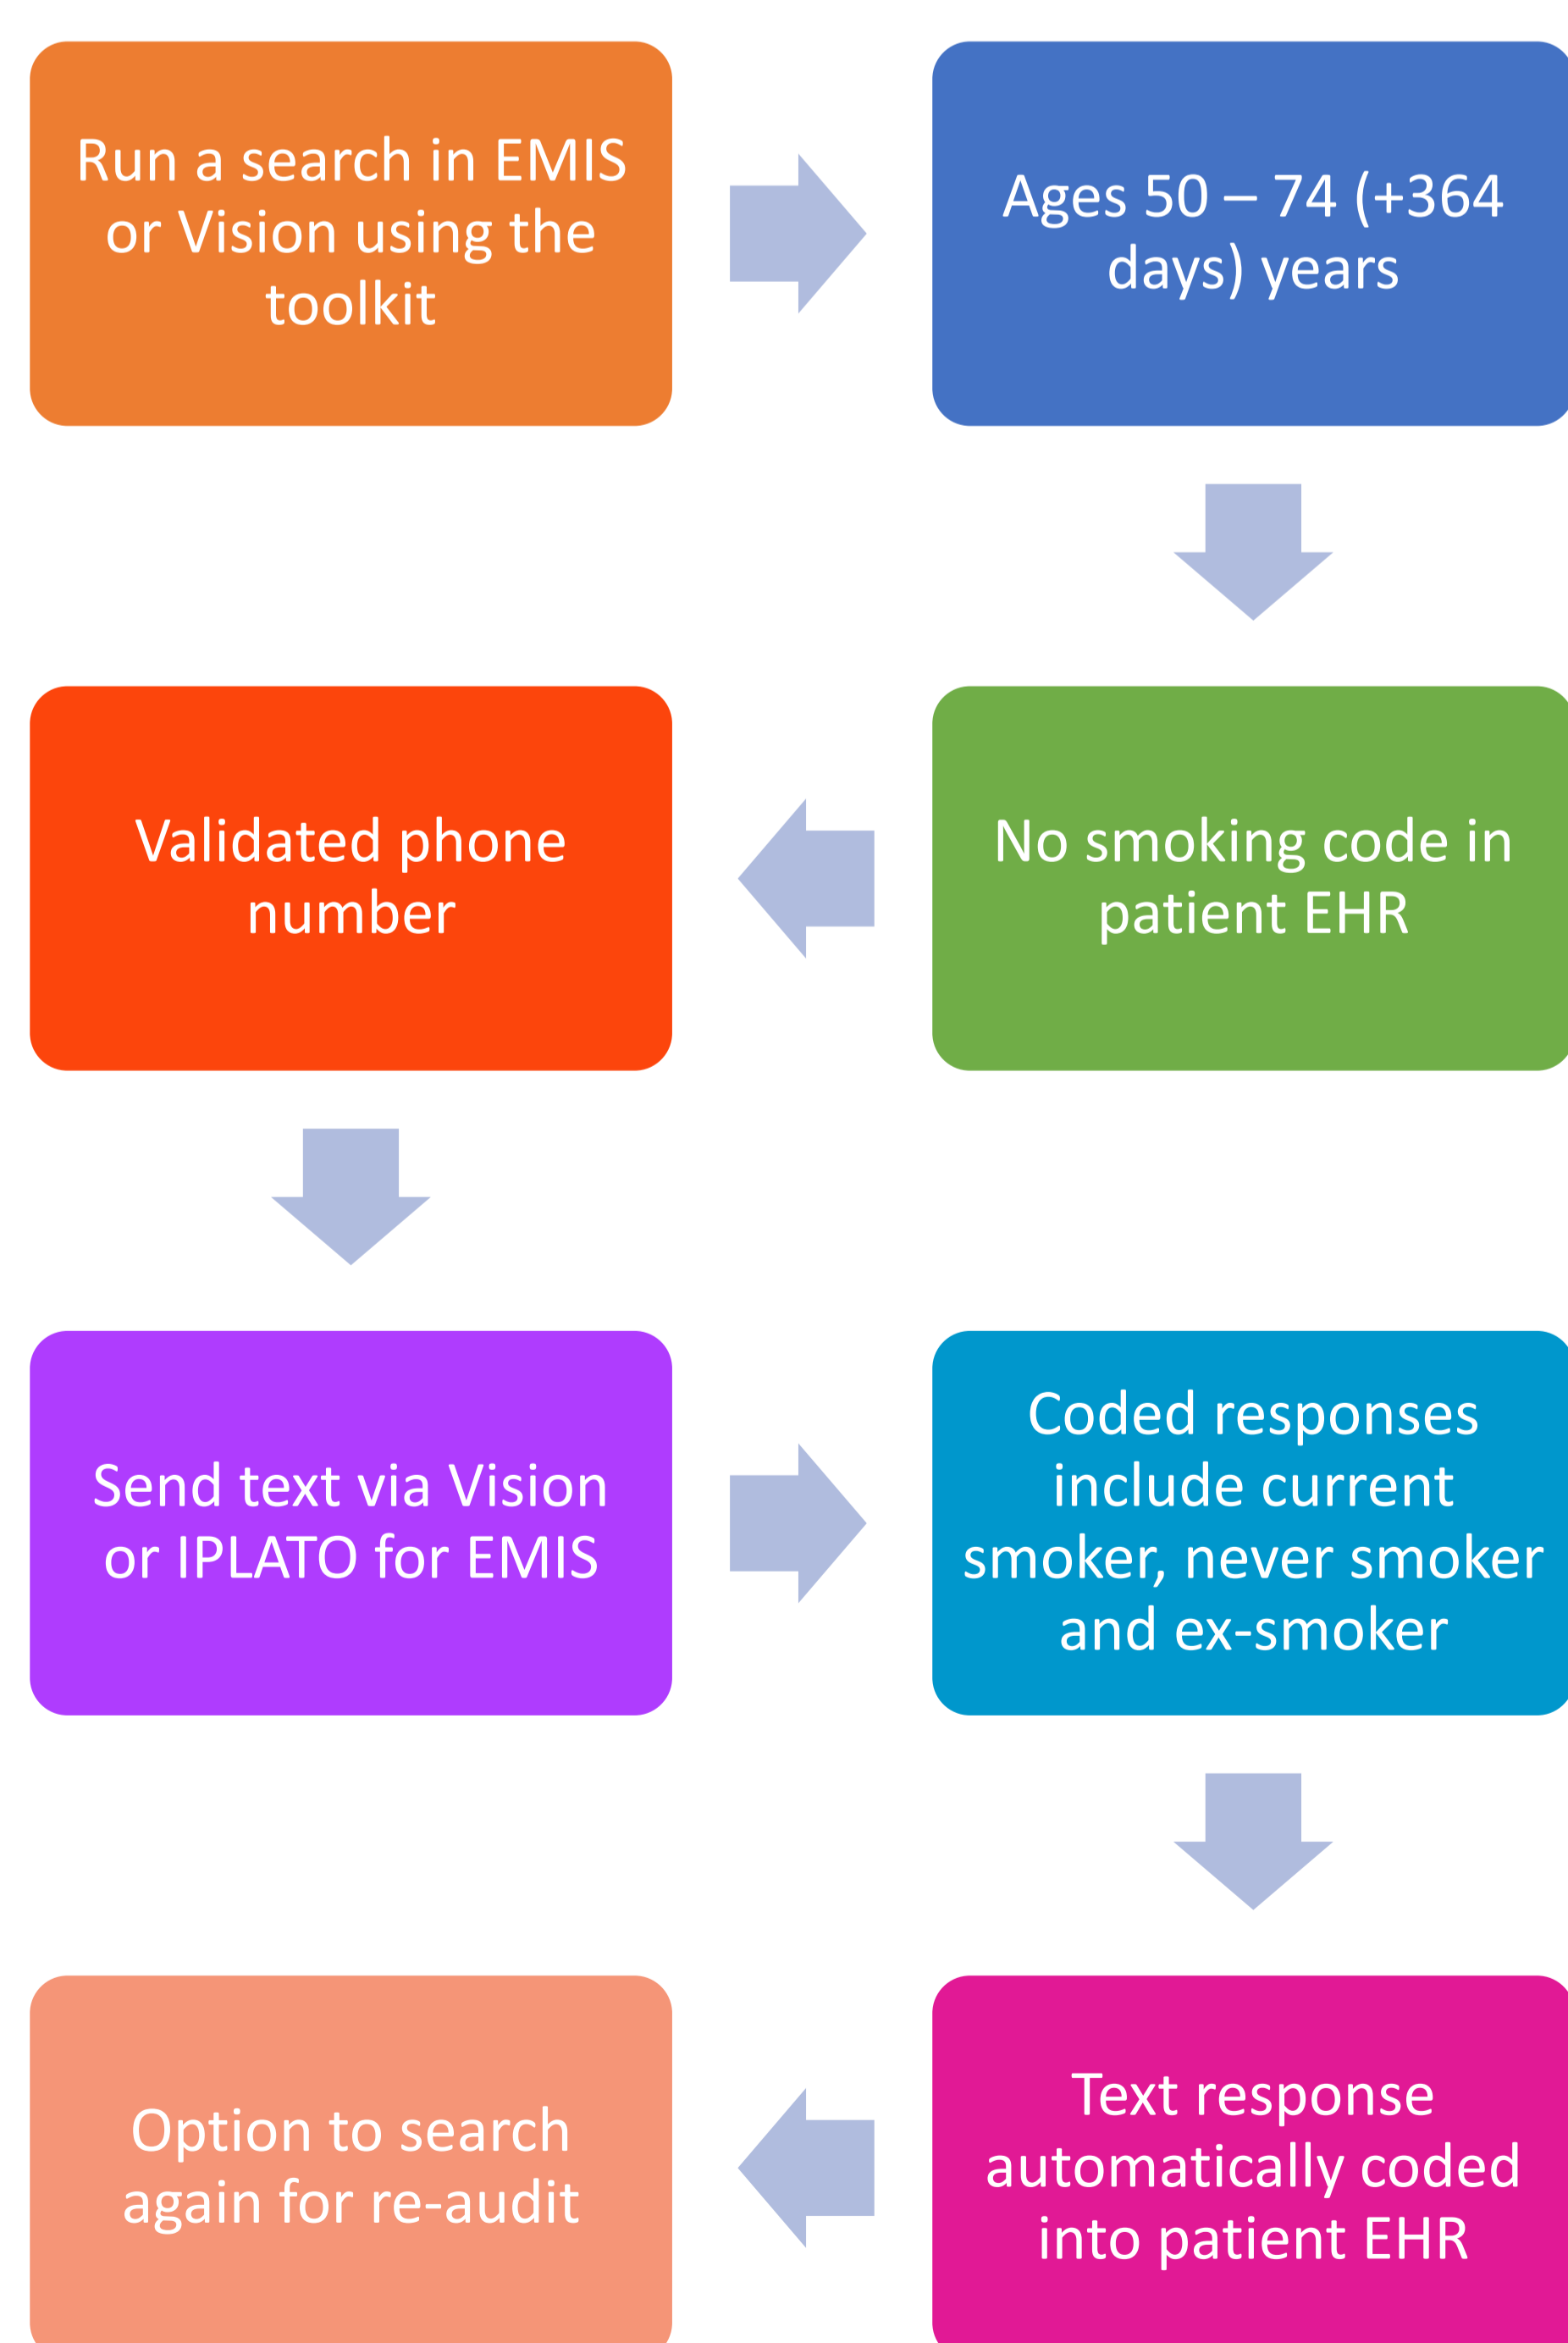 Run a search in EMIS
or Vision using the
toolkit
Ages 50 – 74 (+364
days) years
No smoking code in
patient EHR
Validated phone
number
Send text via Vision
or IPLATO for EMIS
Coded responses
include current
smoker, never smoker
and ex-smoker
Text response
automatically coded
into patient EHR
Option to search
again for re-audit